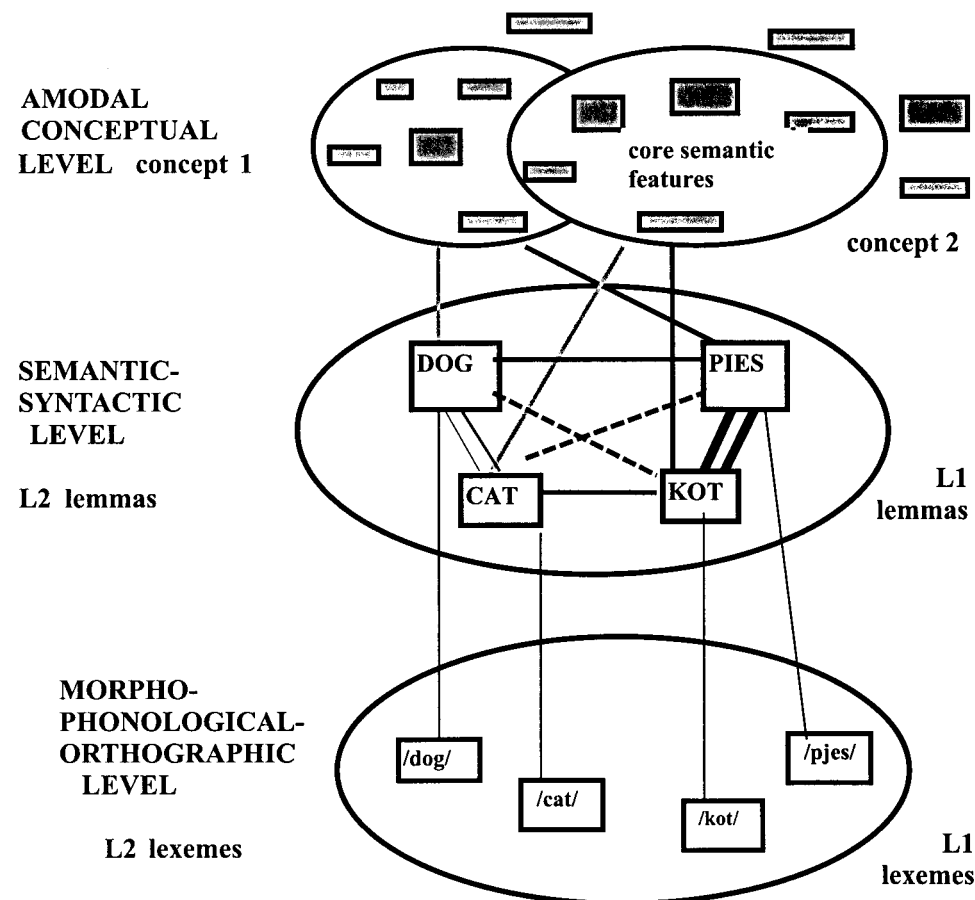 AMODAL
CONCEPTUAL
LEVEL concept 1
core semantic
features
concept 2
SEMANTIC-
SYNTACTIC
LEVEL
L2 lemmas
DOG
PIES
CAT
KOT
L1
lemmas
MORPHO-
PHONOLOGICAL-
ORTHOGRAPHIC
LEVEL
L2 lexemes
/dog/
/cat/
/kot/
/pjes/
L1
lexemes